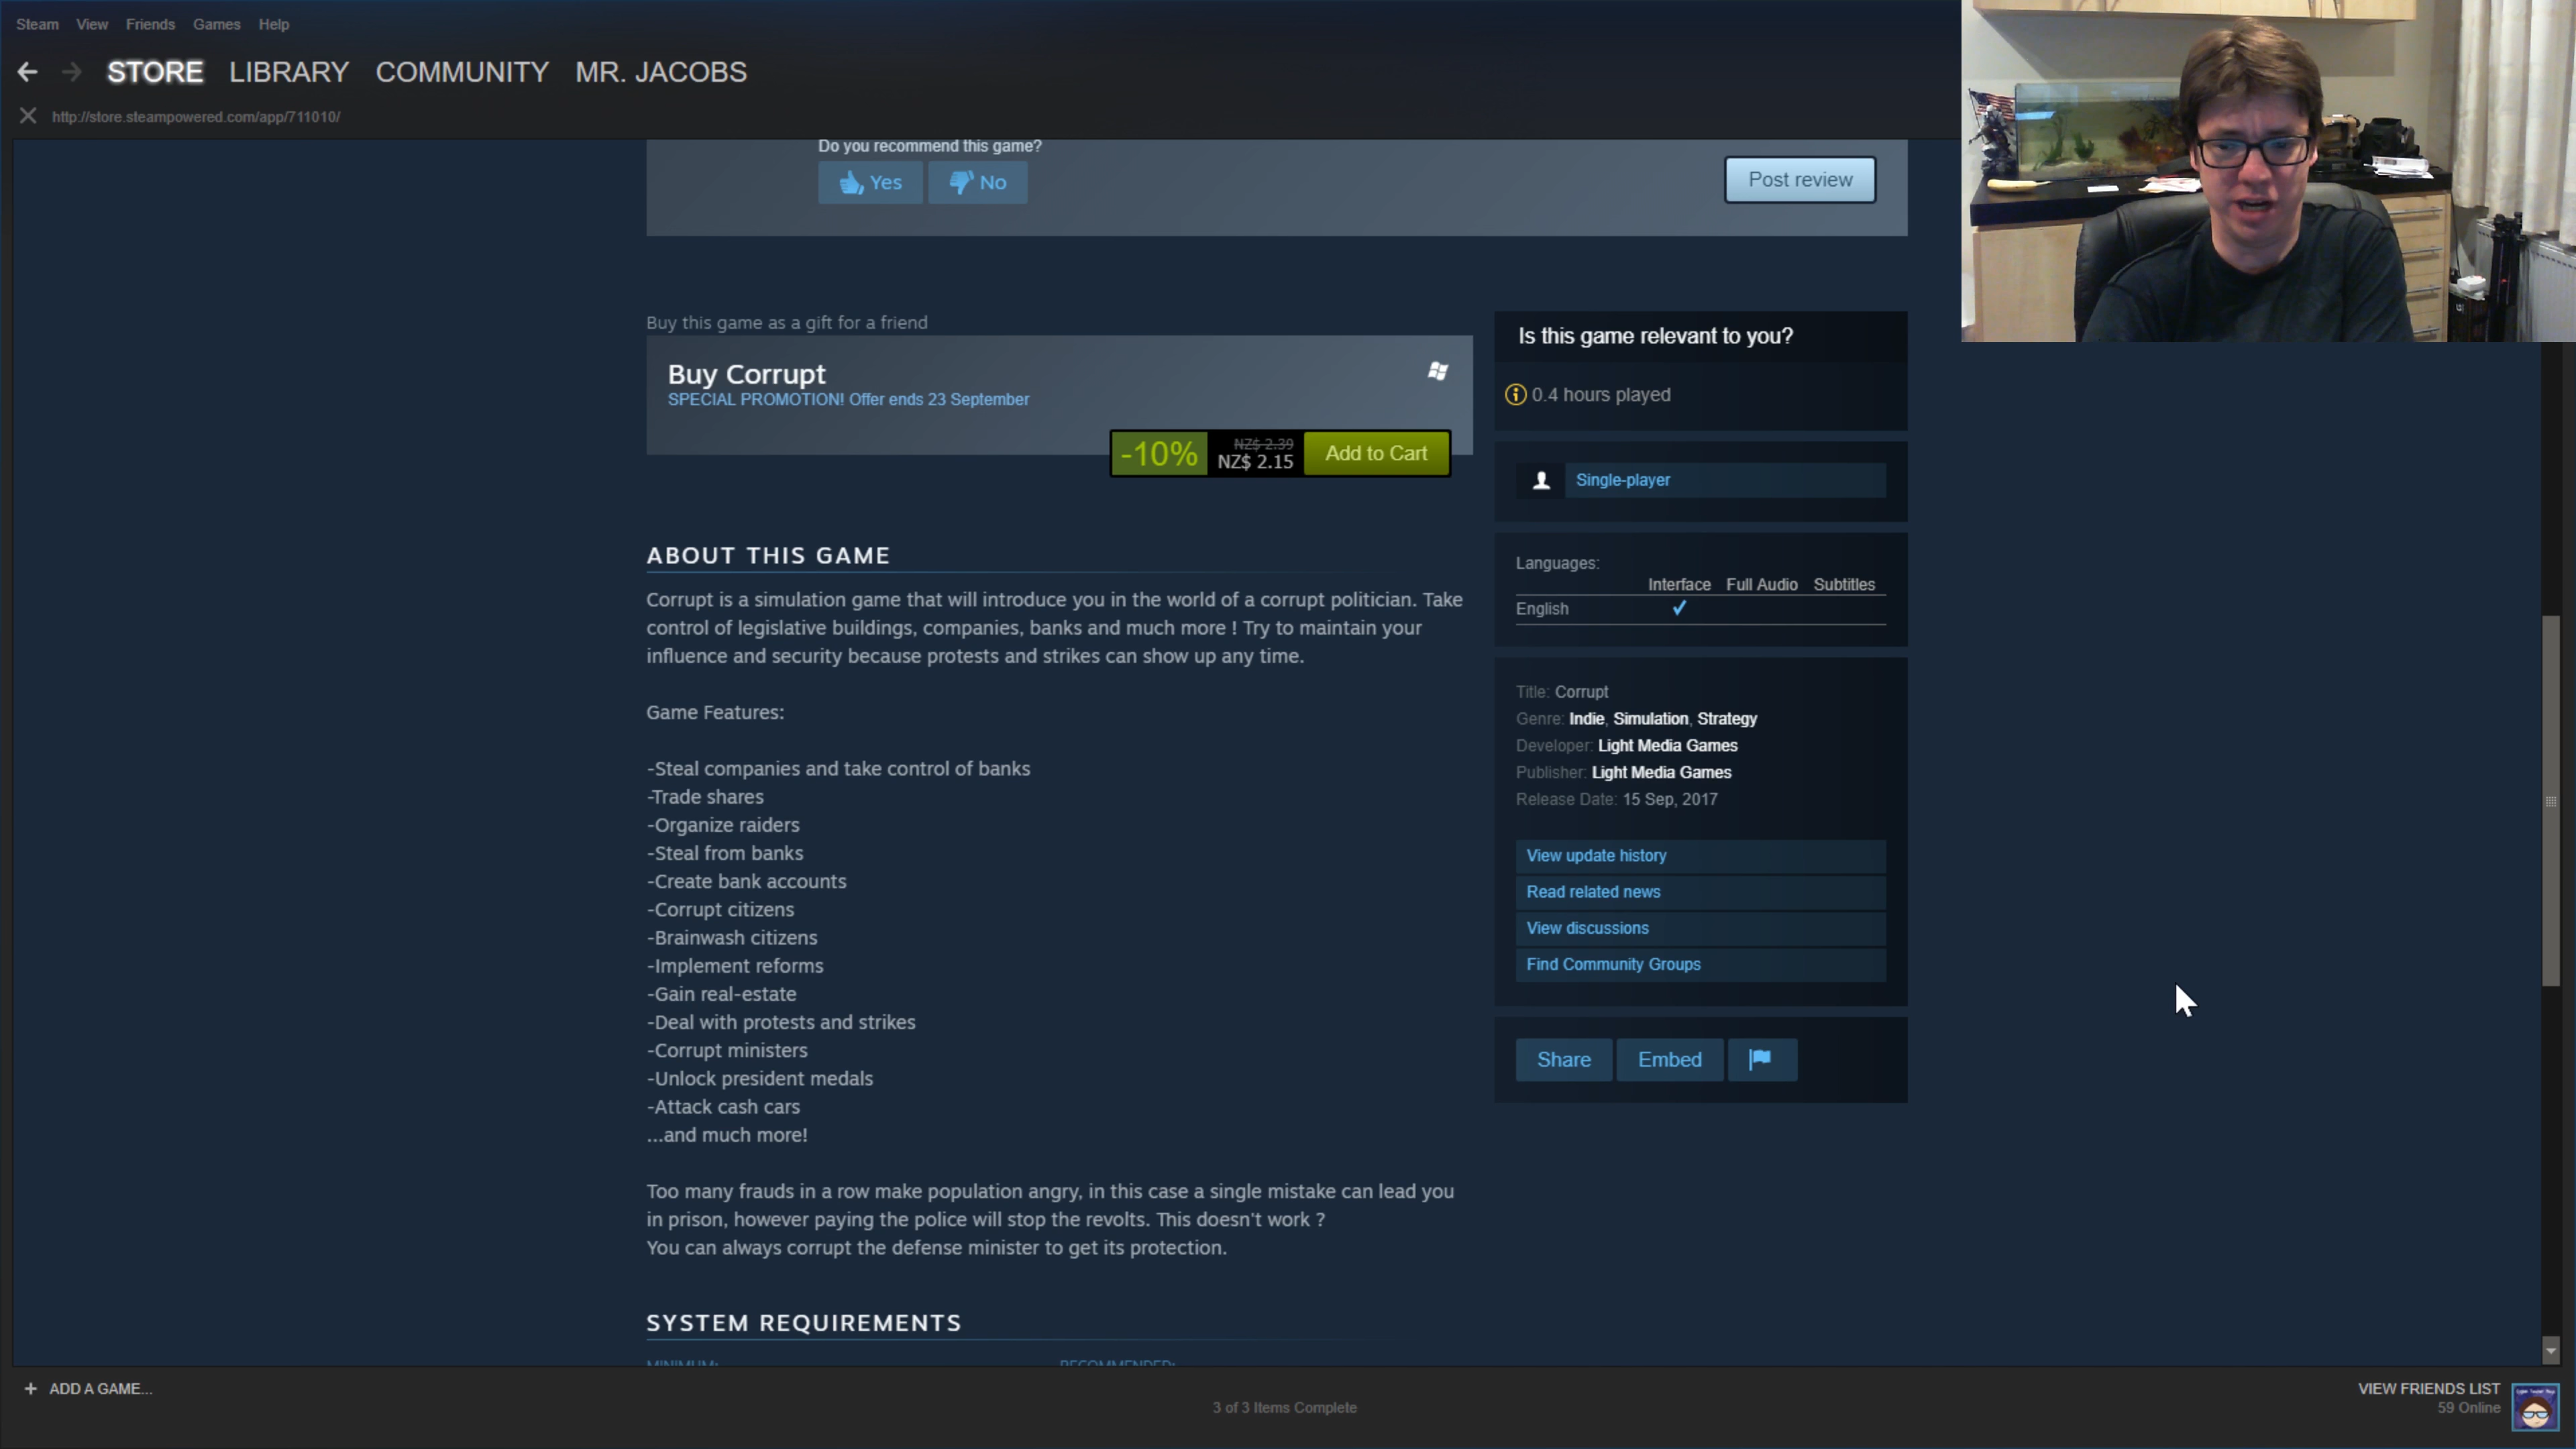 Steam View Friends Games Help
STORE LIBRARY COMMUNITY MR. JACOBS
http://store.steampowered.com/app/711010/
Do you recommend this game?
Yes No
Post review
Buy this game as a gift for a friend
Buy Corrupt
SPECIAL PROMOTION! Offer ends 23 September
-10% NZ$ 2.39 NZ$ 2.15 Add to Cart
ABOUT THIS GAME
Corrupt is a simulation game that will introduce you in the world of a corrupt politician. Take
control of legislative buildings, companies, banks and much more ! Try to maintain your
influence and security because protests and strikes can show up any time.
Game Features:
-Steal companies and take control of banks
-Trade shares
-Organize raiders
-Steal from banks
-Create bank accounts
-Corrupt citizens
-Brainwash citizens
-Implement reforms
-Gain real-estate
-Deal with protests and strikes
-Corrupt ministers
-Unlock president medals
-Attack cash cars
...and much more!
Too many frauds in a row make population angry, in this case a single mistake can lead you
in prison, however paying the police will stop the revolts. This doesn't work ?
You can always corrupt the defense minister to get its protection.
SYSTEM REQUIREMENTS
MINIMUM: RECOMMENDED:
Is this game relevant to you?
0.4 hours played
Single-player
Languages:
Interface Full Audio Subtitles
English ✓
Title: Corrupt
Genre: Indie, Simulation, Strategy
Developer: Light Media Games
Publisher: Light Media Games
Release Date: 15 Sep, 2017
View update history
Read related news
View discussions
Find Community Groups
Share Embed
+ ADD A GAME...
3 of 3 Items Complete
VIEW FRIENDS LIST
59 Online